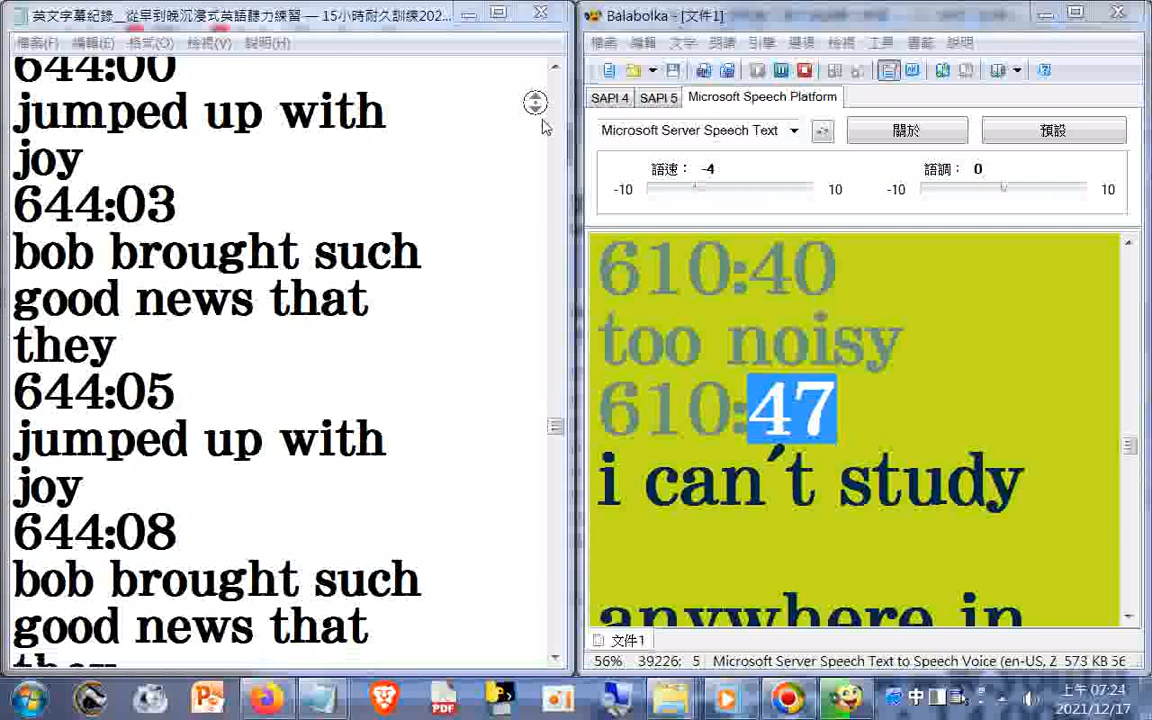 英文字幕紀錄__從早到晚沉浸式英語聽力練習 — 15小時耐久訓練202...
檔案(F) 編輯(E) 格式(O) 檢視(V) 說明(H)
644:00
jumped up with
joy
644:03
bob brought such
good news that
they
644:05
jumped up with
joy
644:08
bob brought such
good news that
they
Balabolka - [文件1]
檔案 編輯 文字 朗讀 引擎 選項 檢視 工具 書籤 說明
SAPI 4 SAPI 5 Microsoft Speech Platform
Microsoft Server Speech Text 關於 預設
語速: -4 語調: 0
-10 10 -10 10
610:40
too noisy
610:47
i can´t study
anywhere in
文件1
56% 39226: 5 Microsoft Server Speech Text to Speech Voice (en-US, Z 573 KB 56
PDF
中
上午 07:24
2021/12/17